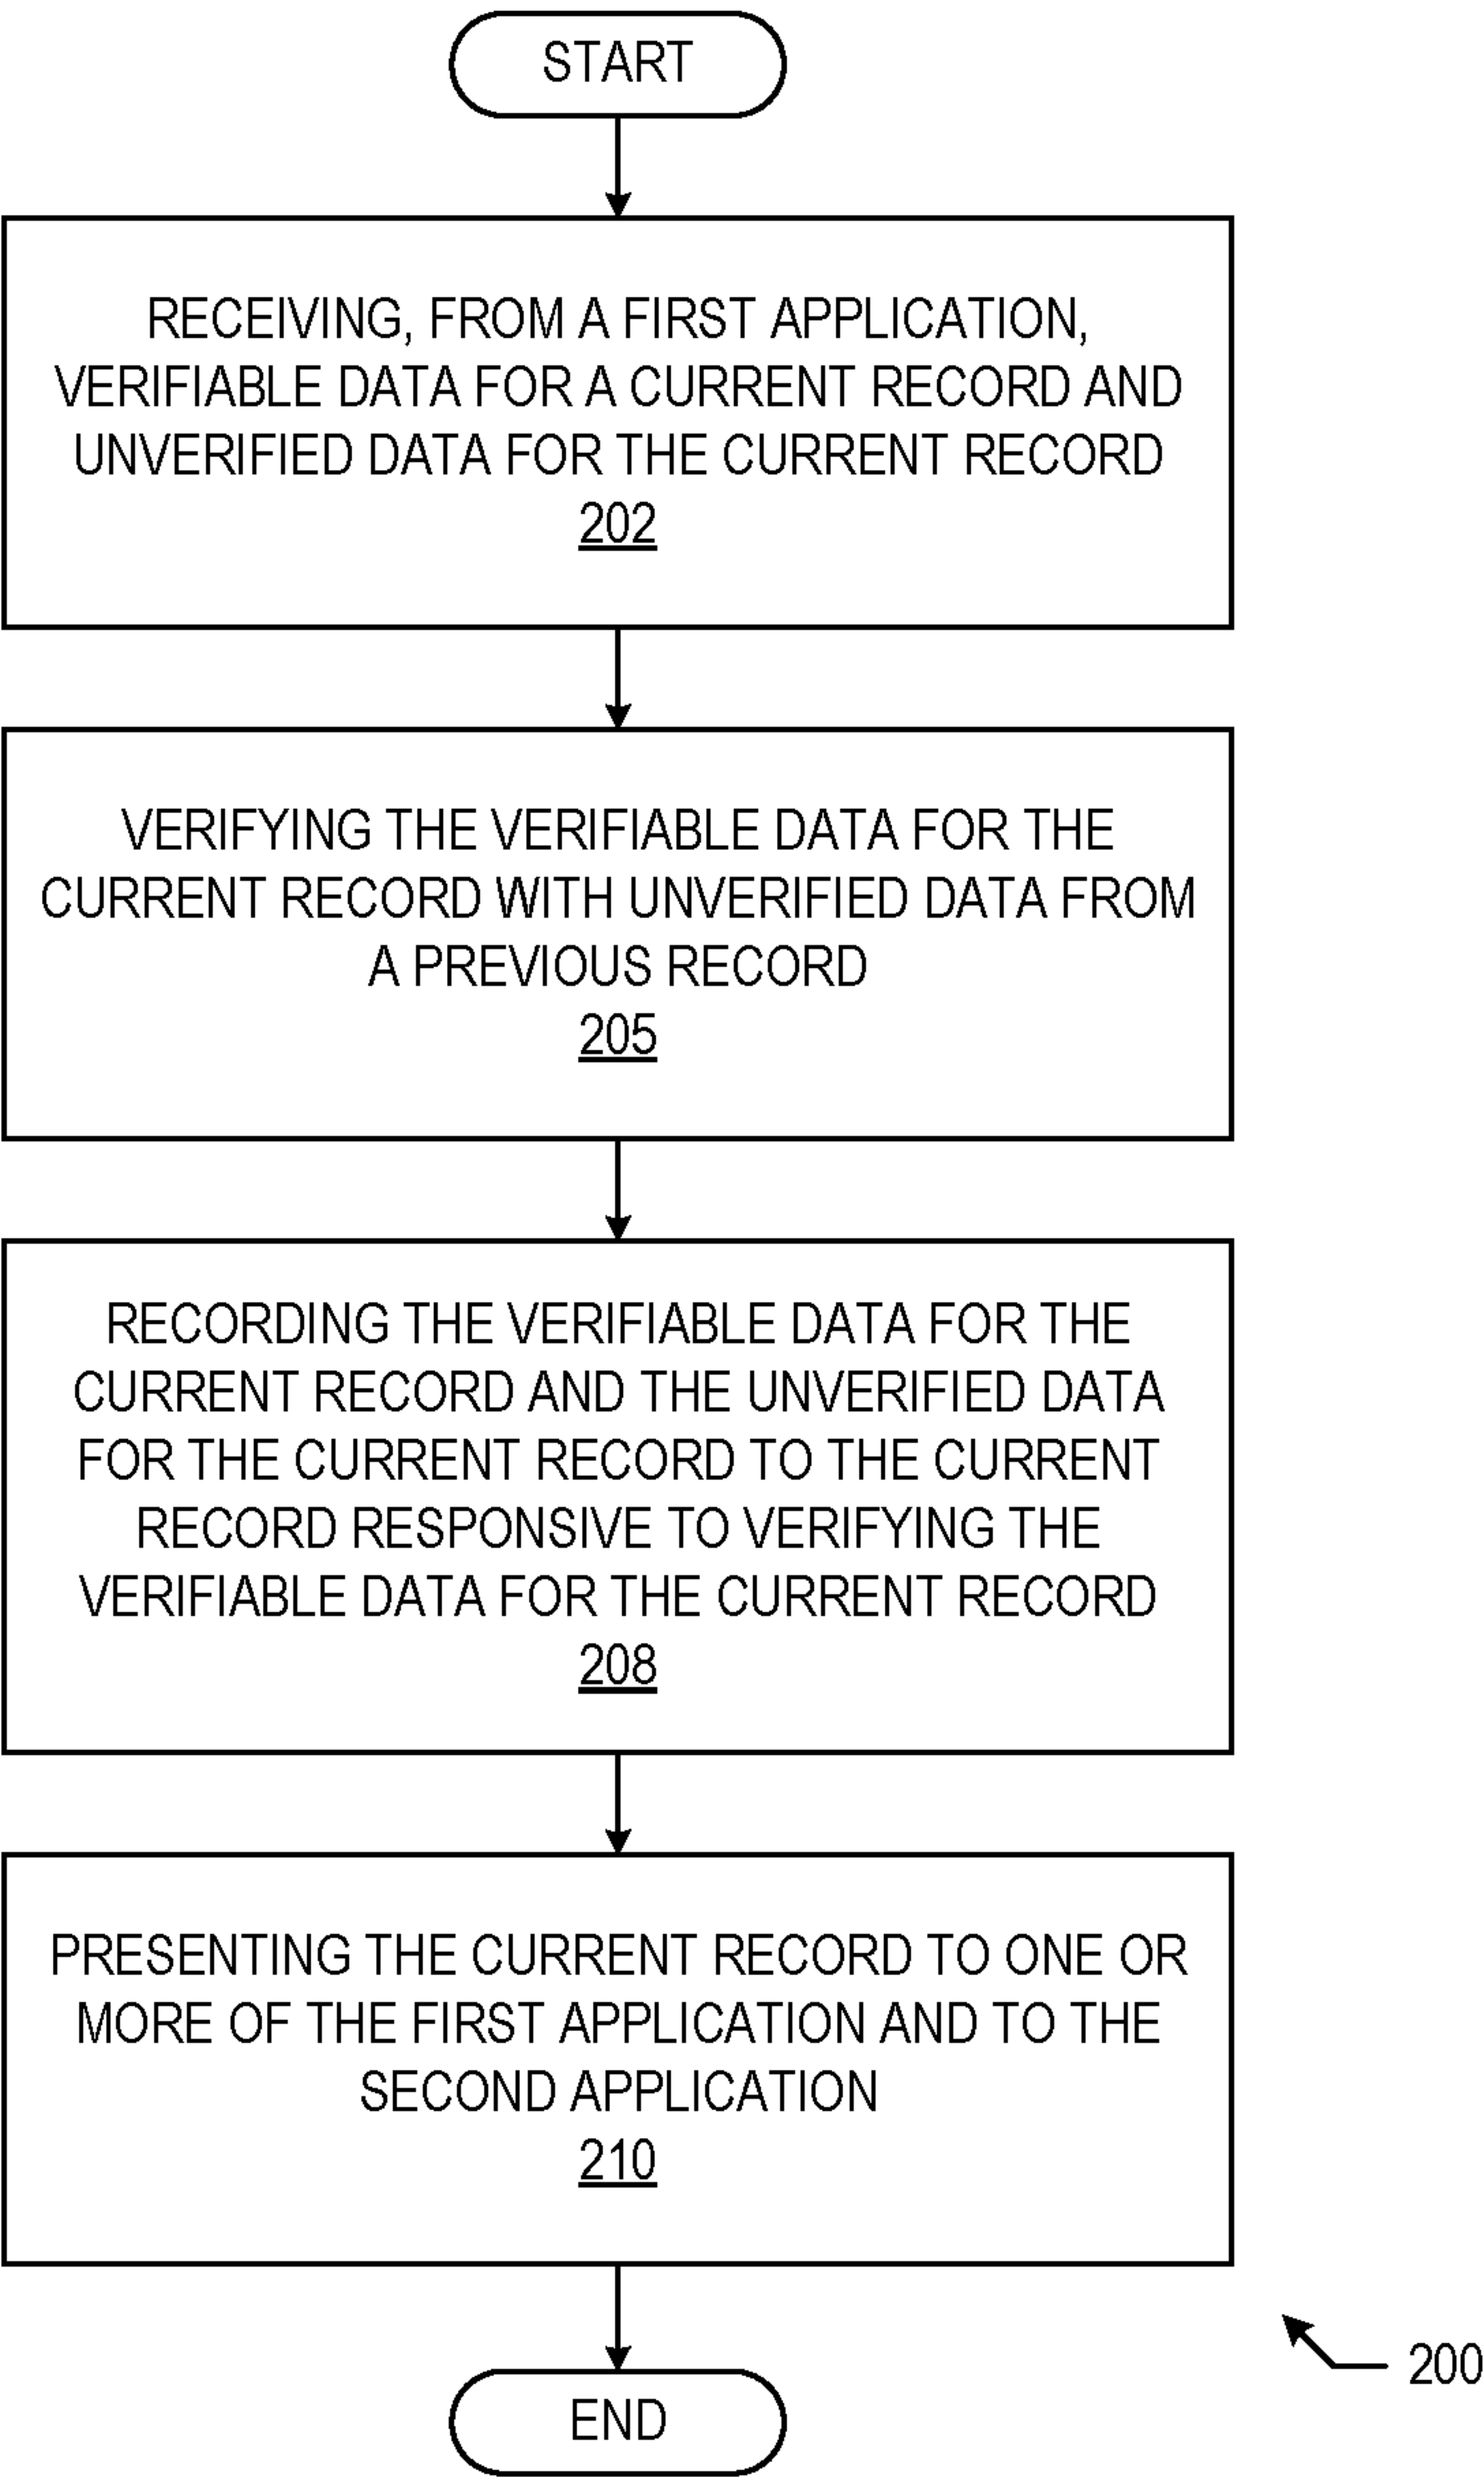 START
RECEIVING, FROM A FIRST APPLICATION,
VERIFIABLE DATA FOR A CURRENT RECORD AND
UNVERIFIED DATA FOR THE CURRENT RECORD
202
VERIFYING THE VERIFIABLE DATA FOR THE
CURRENT RECORD WITH UNVERIFIED DATA FROM
A PREVIOUS RECORD
205
RECORDING THE VERIFIABLE DATA FOR THE
CURRENT RECORD AND THE UNVERIFIED DATA
FOR THE CURRENT RECORD TO THE CURRENT
RECORD RESPONSIVE TO VERIFYING THE
VERIFIABLE DATA FOR THE CURRENT RECORD
208
PRESENTING THE CURRENT RECORD TO ONE OR
MORE OF THE FIRST APPLICATION AND TO THE
SECOND APPLICATION
210
END
200